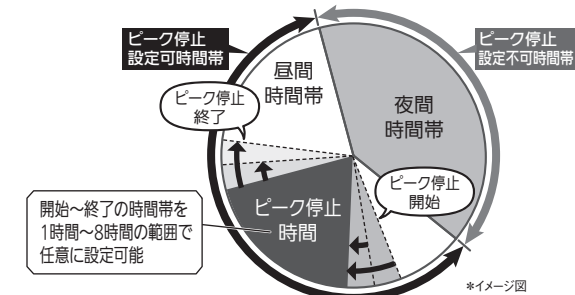 ピーク停止
設定可時間帯
ピーク停止
設定不可時間帯
昼間
時間帯
夜間
時間帯
ピーク停止
終了
ピーク停止
開始
ピーク停止
時間
開始～終了の時間帯を
1時間～8時間の範囲で
任意に設定可能
＊イメージ図